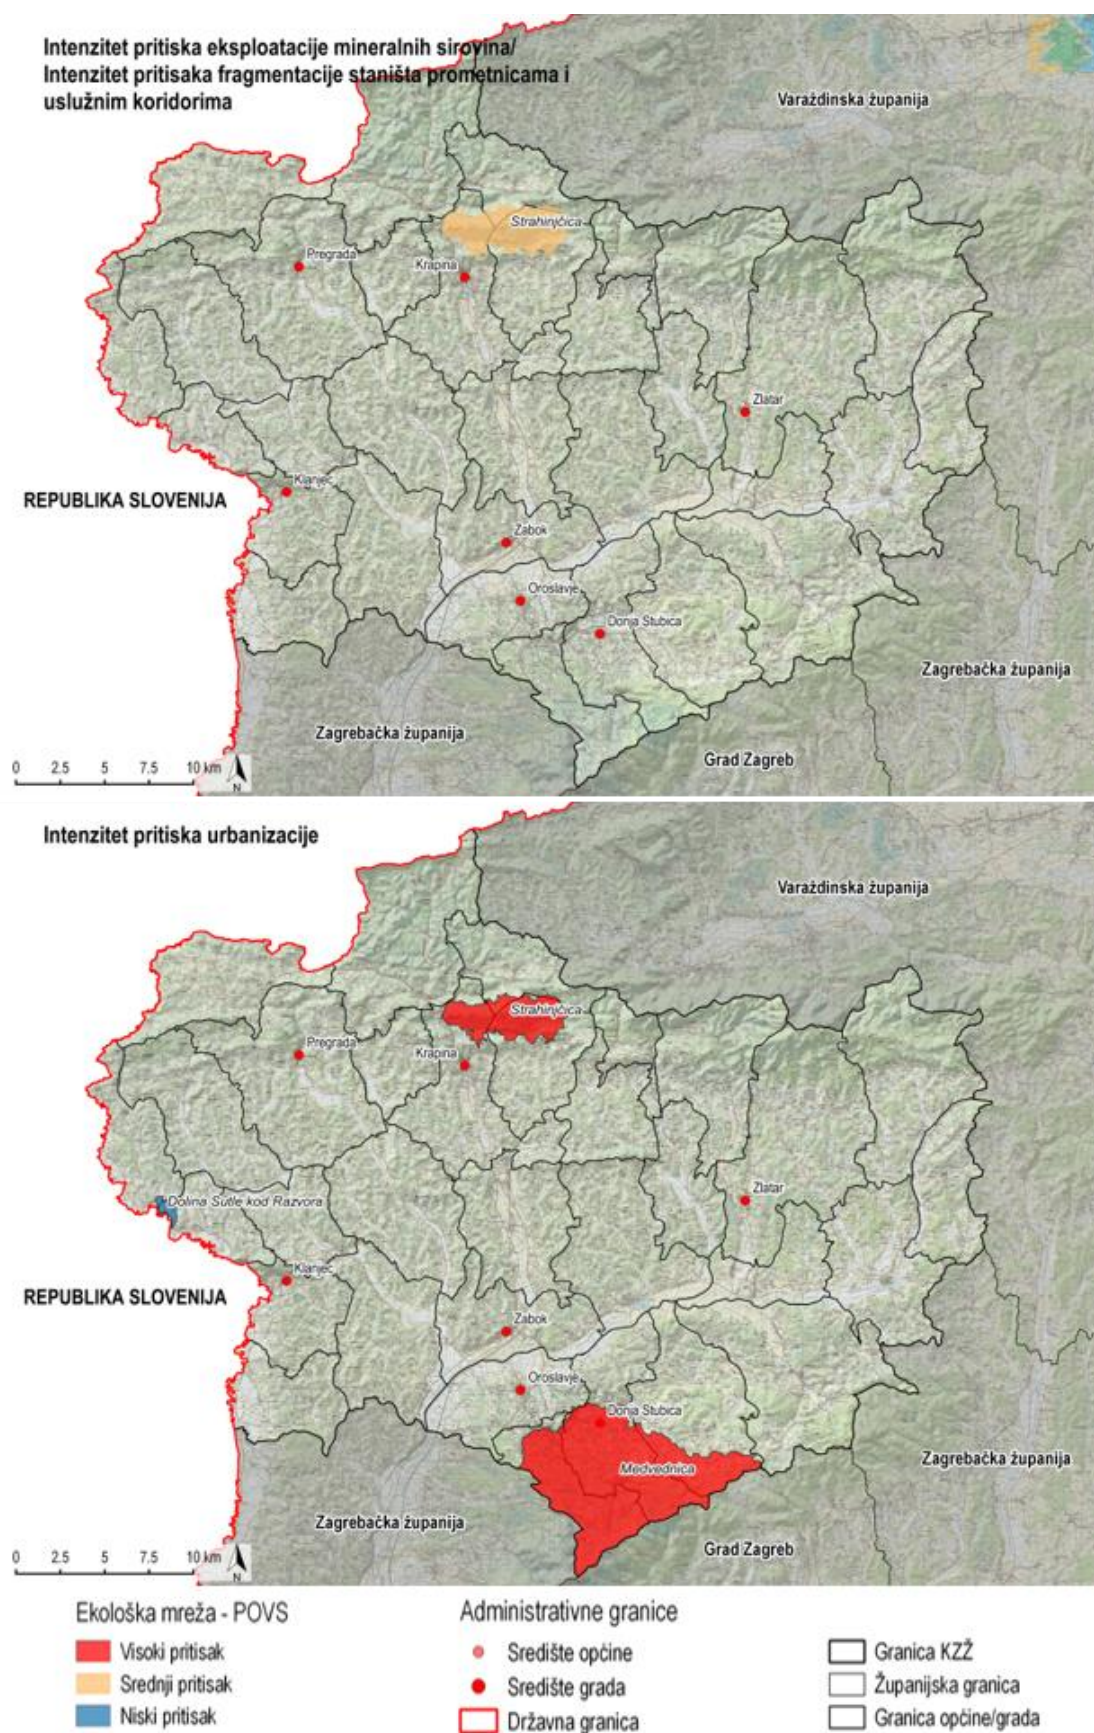 Intenzitet pritiska eksploatacije mineralnih sirovina/
Intenzitet pritisaka fragmentacije staništa prometnicama i
uslužnim koridorima
Varaždinska županija
Strahinjčica
Pregrada
Krapina
Zlatar
Klanjec
REPUBLIKA SLOVENIJA
Zabok
Oroslavje
Donja Stubica
Zagrebačka županija
Zagrebačka županija
Grad Zagreb
0 2.5 5 7.5 10 km
N
Intenzitet pritiska urbanizacije
Varaždinska županija
Strahinjčica
Pregrada
Krapina
Dolina Sutle kod Razvora
Zlatar
Klanjec
REPUBLIKA SLOVENIJA
Zabok
Oroslavje
Donja Stubica
Medvednica
Zagrebačka županija
Zagrebačka županija
Grad Zagreb
0 2.5 5 7.5 10 km
N
Ekološka mreža - POVS
Visoki pritisak
Srednji pritisak
Niski pritisak
Administrativne granice
Središte općine
Središte grada
Državna granica
Granica KZŽ
Županijska granica
Granica općine/grada